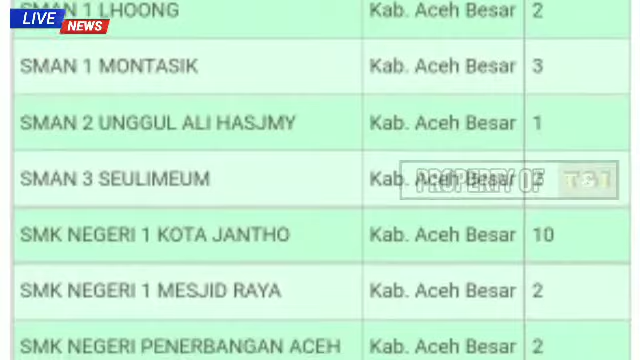 LIVE
NEWS
SMAN 1 LHOONG Kab. Aceh Besar 2
SMAN 1 MONTASIK Kab. Aceh Besar 3
SMAN 2 UNGGUL ALI HASJMY Kab. Aceh Besar 1
SMAN 3 SEULIMEUM Kab. Aceh Besar
PROPERTY OF T&I
SMK NEGERI 1 KOTA JANTHO Kab. Aceh Besar 10
SMK NEGERI 1 MESJID RAYA Kab. Aceh Besar 2
SMK NEGERI PENERBANGAN ACEH Kab. Aceh Besar 2